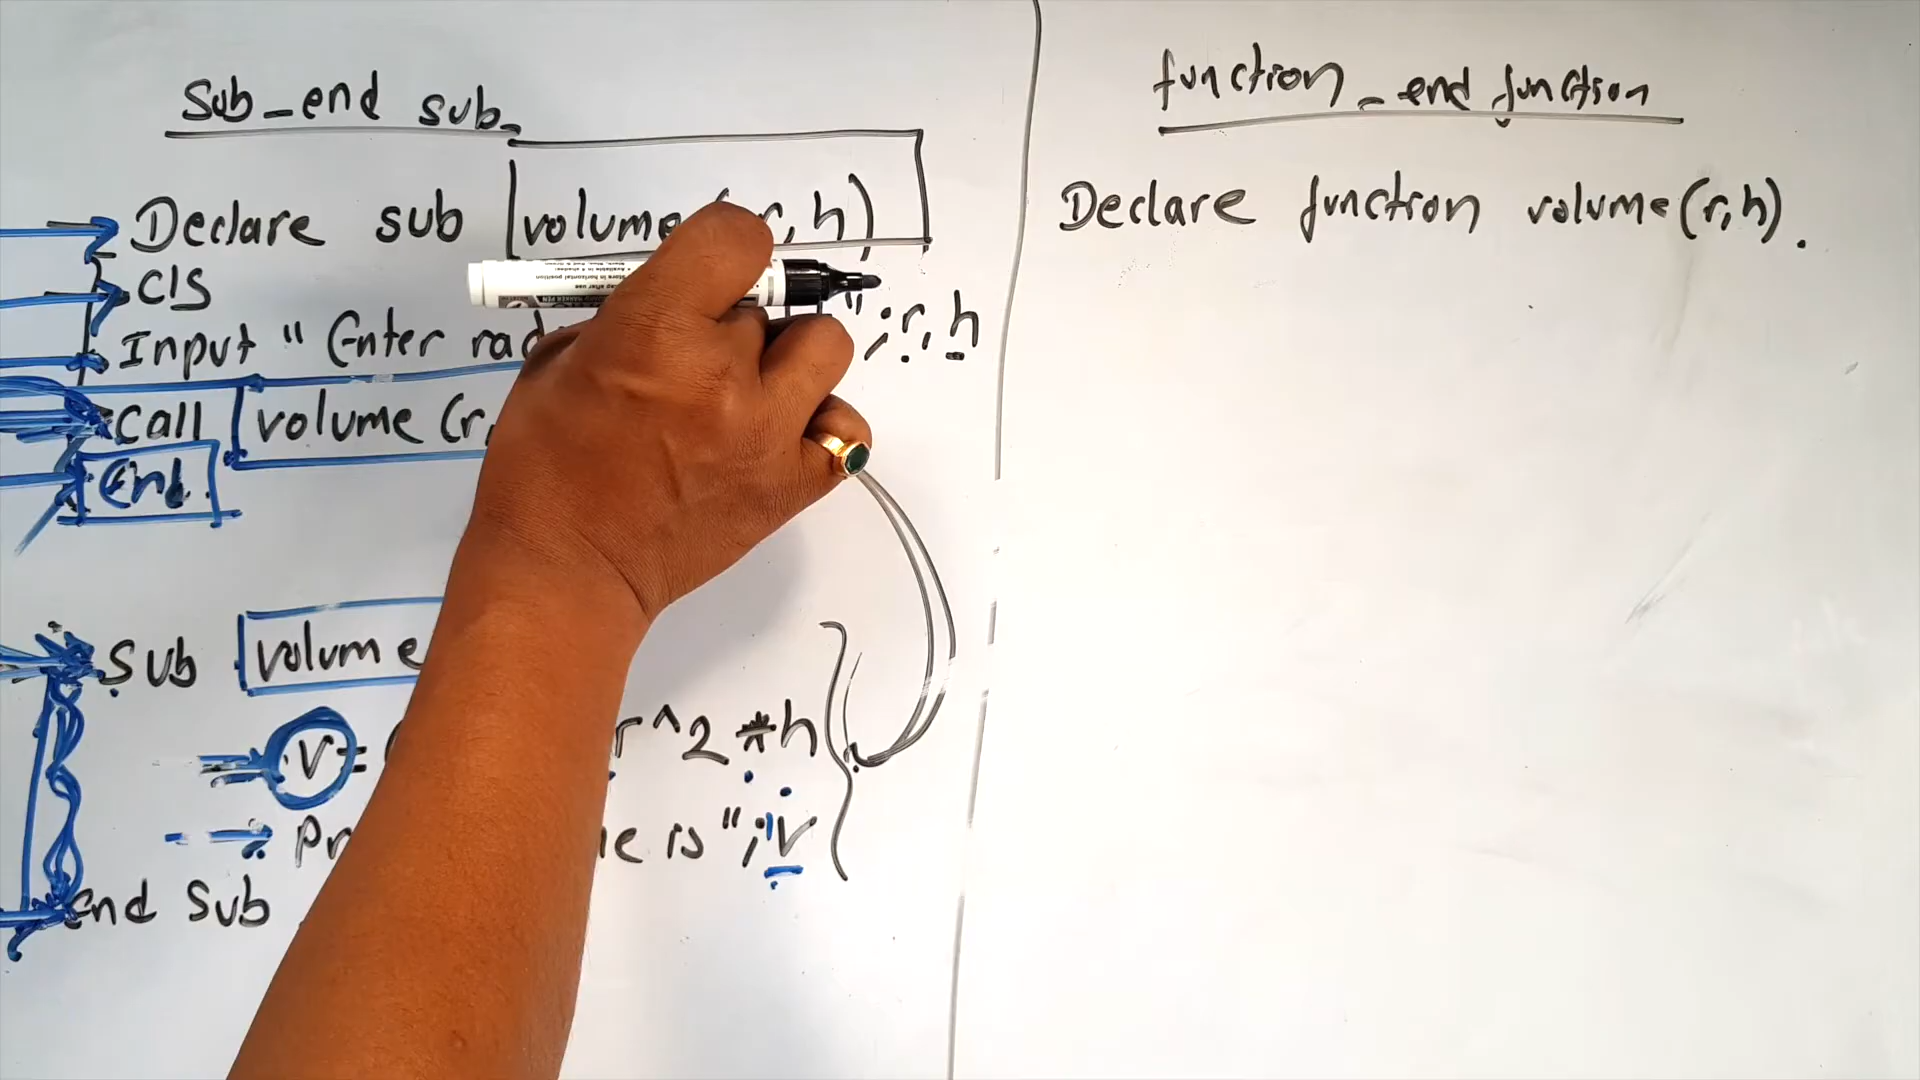 Sub_end sub
Declare sub volume(r, h)
CLS
Input " Enter rad " ; r, h
Call volume (r,
End
Sub volume
V= r^2 *h
is " ; V
End Sub
function_end function
Declare function volume(r, h).